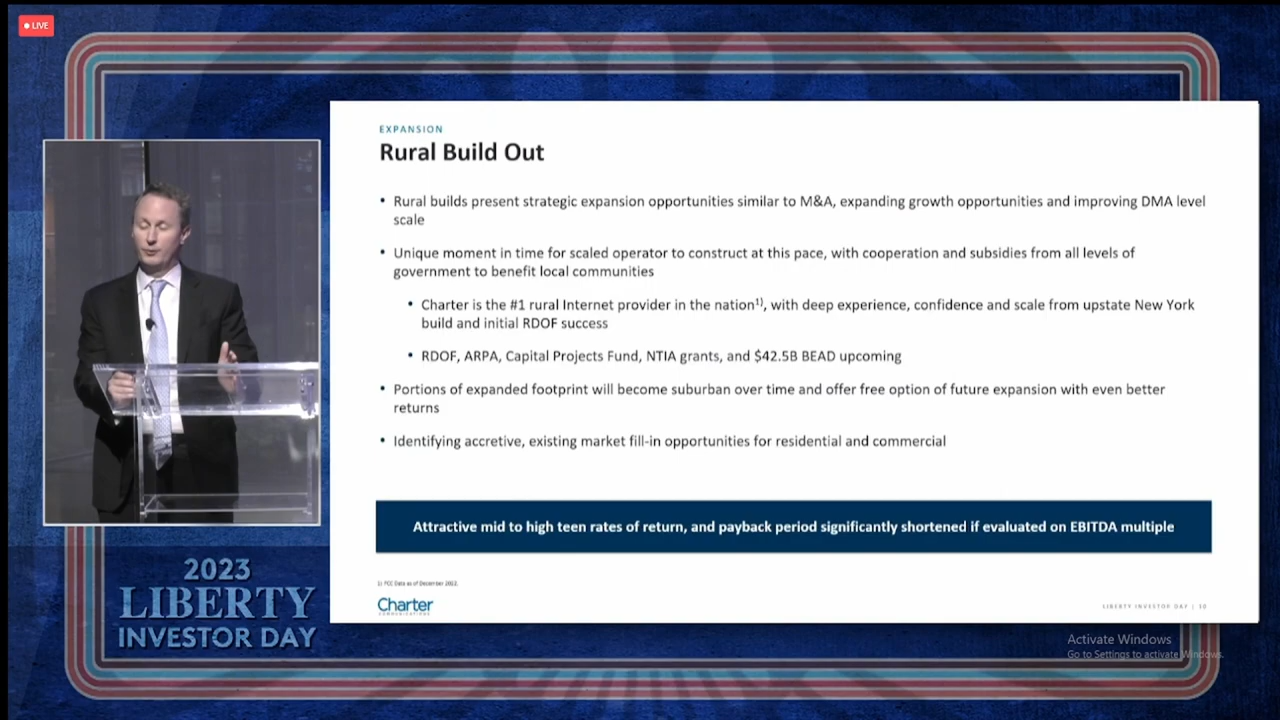 LIVE
EXPANSION
Rural Build Out
• Rural builds present strategic expansion opportunities similar to M&A, expanding growth opportunities and improving DMA level
scale
• Unique moment in time for scaled operator to construct at this pace, with cooperation and subsidies from all levels of
government to benefit local communities
• Charter is the #1 rural Internet provider in the nation¹⁾, with deep experience, confidence and scale from upstate New York
build and initial RDOF success
• RDOF, ARPA, Capital Projects Fund, NTIA grants, and $42.5B BEAD upcoming
• Portions of expanded footprint will become suburban over time and offer free option of future expansion with even better
returns
• Identifying accretive, existing market fill-in opportunities for residential and commercial
Attractive mid to high teen rates of return, and payback period significantly shortened if evaluated on EBITDA multiple
1) FCC Data as of December 2022.
Charter
COMMUNICATIONS
LIBERTY INVESTOR DAY | 10
2023
LIBERTY
INVESTOR DAY
Activate Windows
Go to Settings to activate Windows.